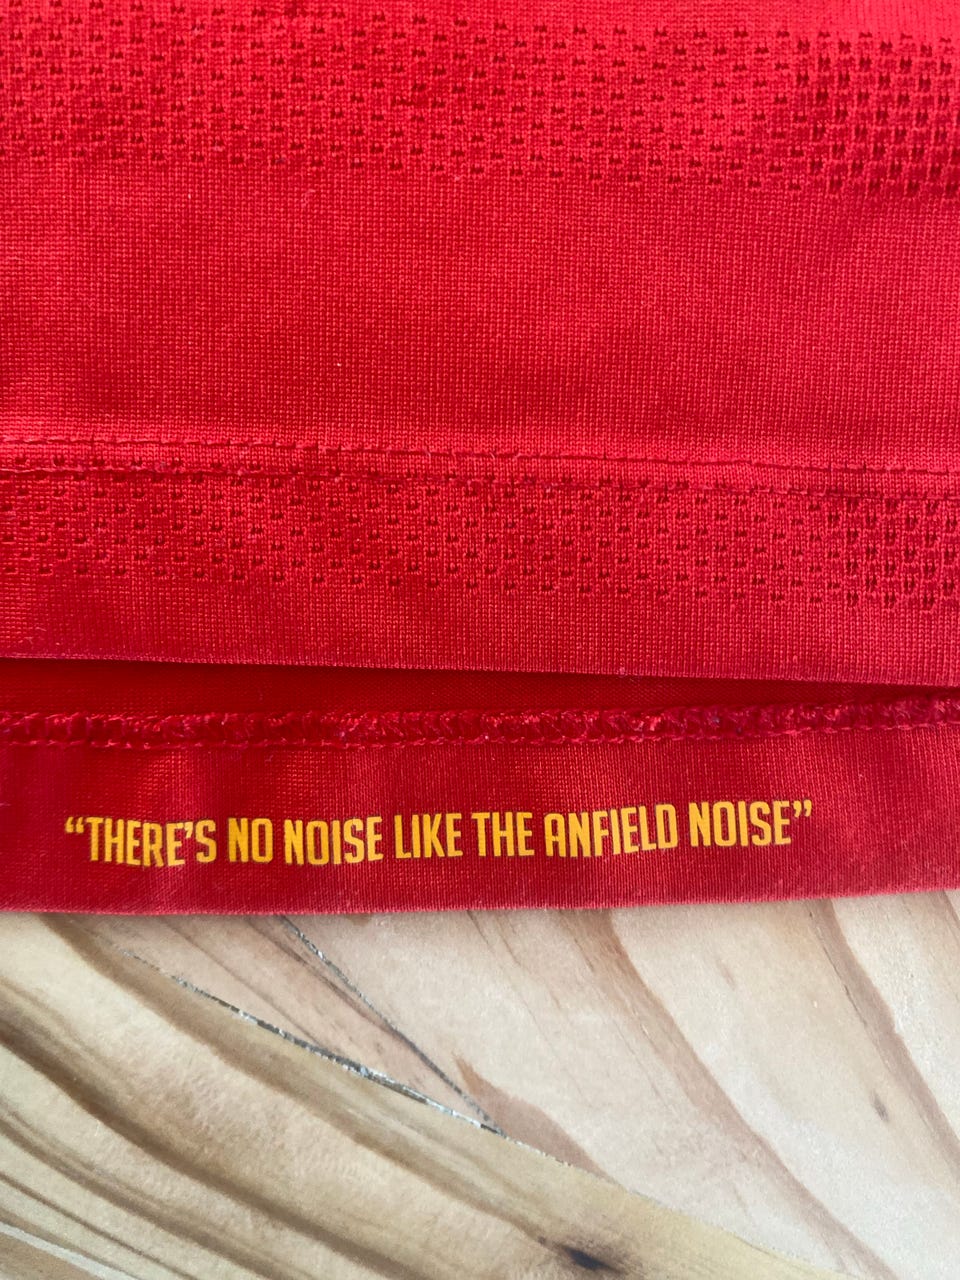 “THERE’S NO NOISE LIKE THE ANFIELD NOISE”